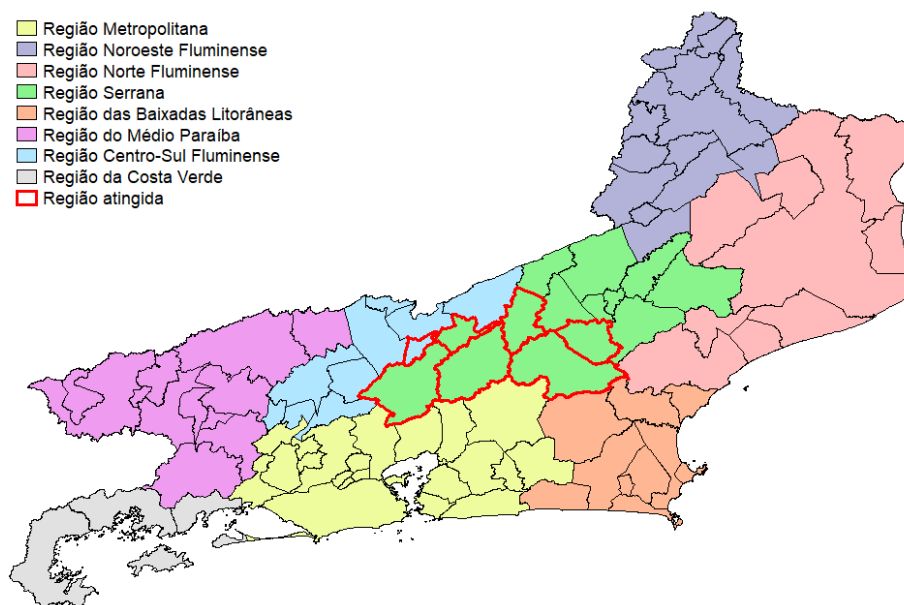 Região Metropolitana
Região Noroeste Fluminense
Região Norte Fluminense
Região Serrana
Região das Baixadas Litorâneas
Região do Médio Paraíba
Região Centro-Sul Fluminense
Região da Costa Verde
Região atingida